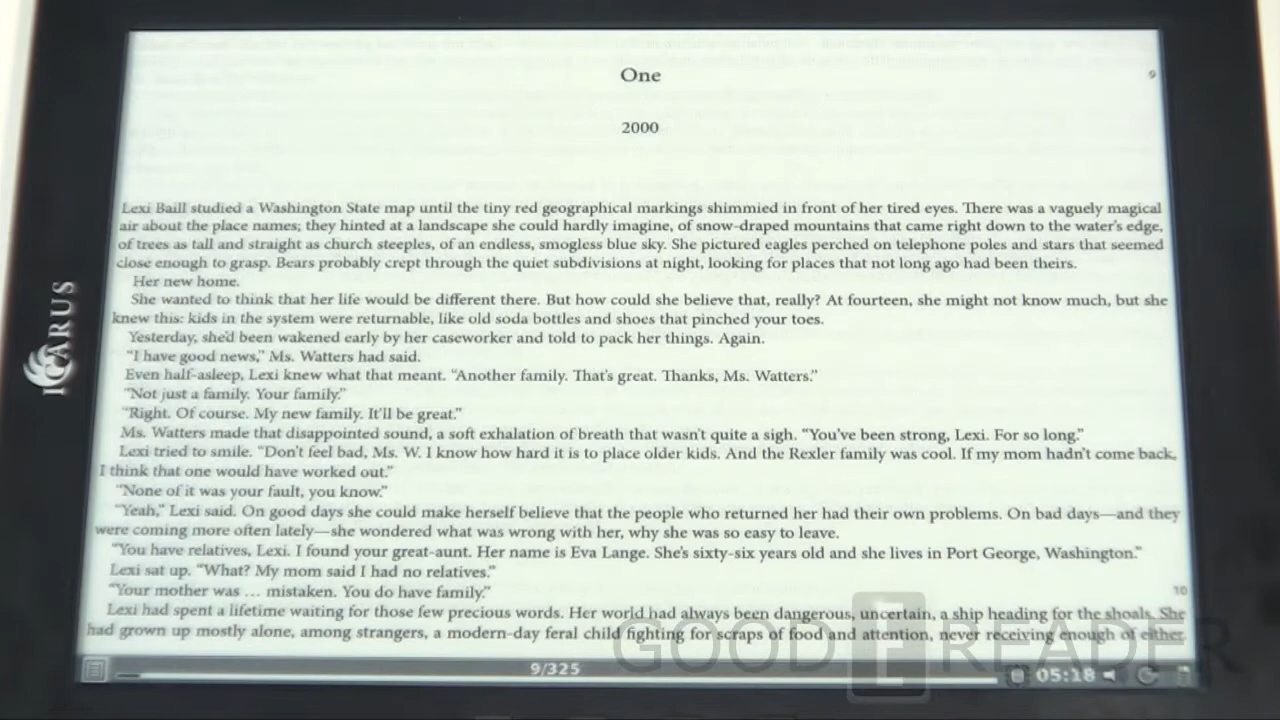 One
9
2000
Lexi Baill studied a Washington State map until the tiny red geographical markings shimmied in front of her tired eyes. There was a vaguely magical
air about the place names; they hinted at a landscape she could hardly imagine, of snow-draped mountains that came right down to the water's edge,
of trees as tall and straight as church steeples, of an endless, smogless blue sky. She pictured eagles perched on telephone poles and stars that seemed
close enough to grasp. Bears probably crept through the quiet subdivisions at night, looking for places that not long ago had been theirs.
Her new home.
She wanted to think that her life would be different there. But how could she believe that, really? At fourteen, she might not know much, but she
knew this: kids in the system were returnable, like old soda bottles and shoes that pinched your toes.
Yesterday, she'd been wakened early by her caseworker and told to pack her things. Again.
"I have good news," Ms. Watters had said.
Even half-asleep, Lexi knew what that meant. "Another family. That's great. Thanks, Ms. Watters."
"Not just a family. Your family."
"Right. Of course. My new family. It'll be great."
Ms. Watters made that disappointed sound, a soft exhalation of breath that wasn't quite a sigh. "You've been strong, Lexi. For so long."
Lexi tried to smile. "Don't feel bad, Ms. W. I know how hard it is to place older kids. And the Rexler family was cool. If my mom hadn't come back,
I think that one would have worked out."
"None of it was your fault, you know."
"Yeah," Lexi said. On good days she could make herself believe that the people who returned her had their own problems. On bad days—and they
were coming more often lately—she wondered what was wrong with her, why she was so easy to leave.
"You have relatives, Lexi. I found your great-aunt. Her name is Eva Lange. She's sixty-six years old and she lives in Port George, Washington."
Lexi sat up. "What? My mom said I had no relatives."
"Your mother was … mistaken. You do have family."
10
Lexi had spent a lifetime waiting for those few precious words. Her world had always been dangerous, uncertain, a ship heading for the shoals. She
had grown up mostly alone, among strangers, a modern-day feral child fighting for scraps of food and attention, never receiving enough of either.
9/325
05:18
ICARUS
GOOD E READER